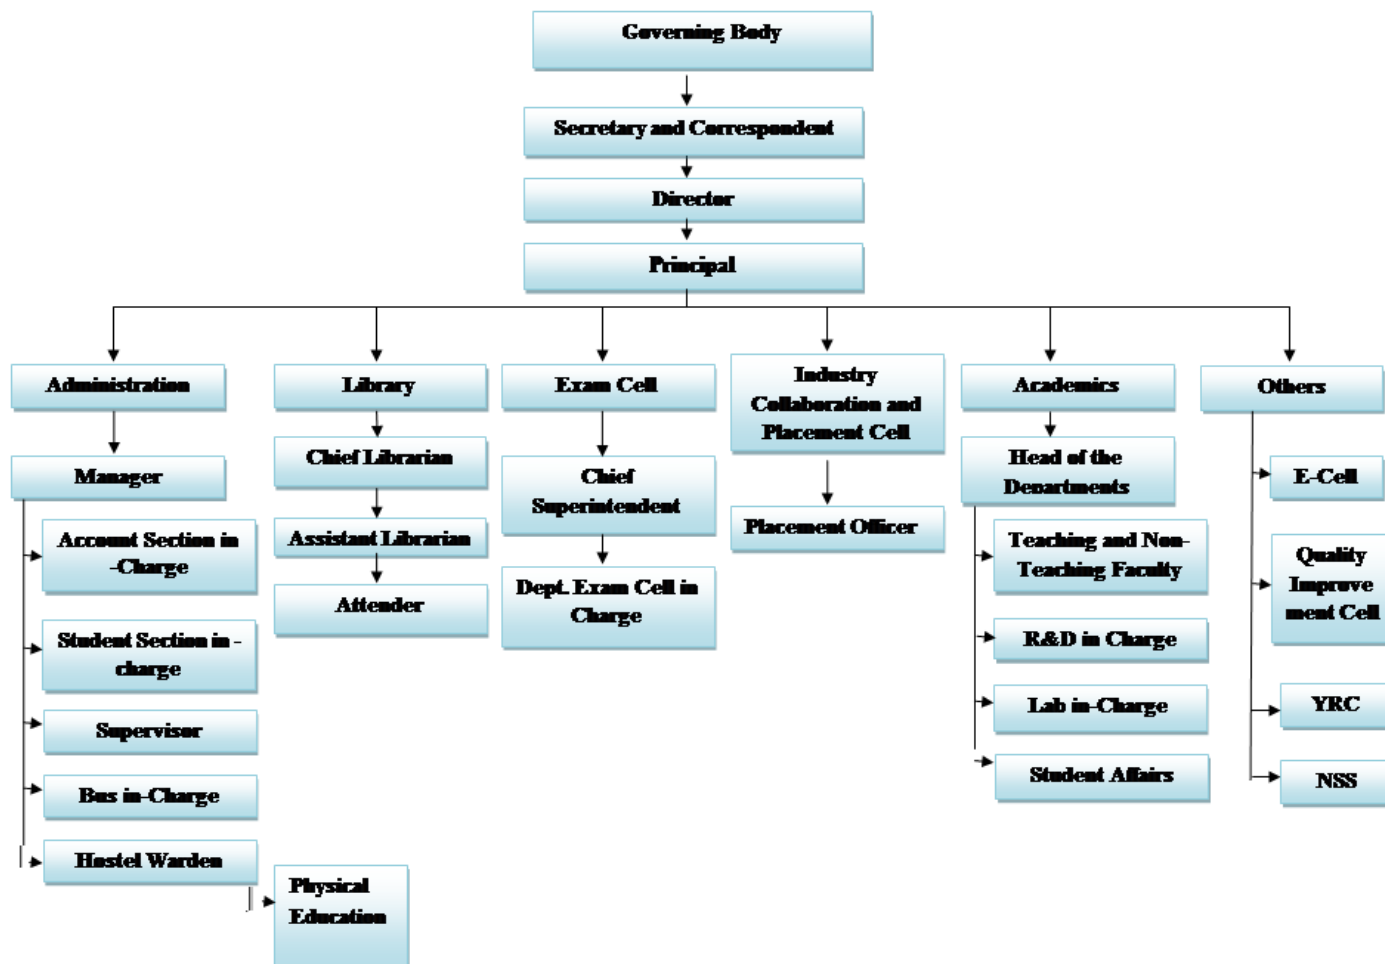 Governing Body
Secretary and Correspondent
Director
Principal
Administration
Manager
Account Section in
-Charge
Student Section in -
charge
Supervisor
Bus in-Charge
Hostel Warden
Physical
Education
Library
Chief Librarian
Assistant Librarian
Attender
Exam Cell
Chief
Superintendent
Dept. Exam Cell in
Charge
Industry
Collaboration and
Placement Cell
Placement Officer
Academics
Head of the
Departments
Teaching and Non-
Teaching Faculty
R&D in Charge
Lab in-Charge
Student Affairs
Others
E-Cell
Quality
Improve
ment Cell
YRC
NSS